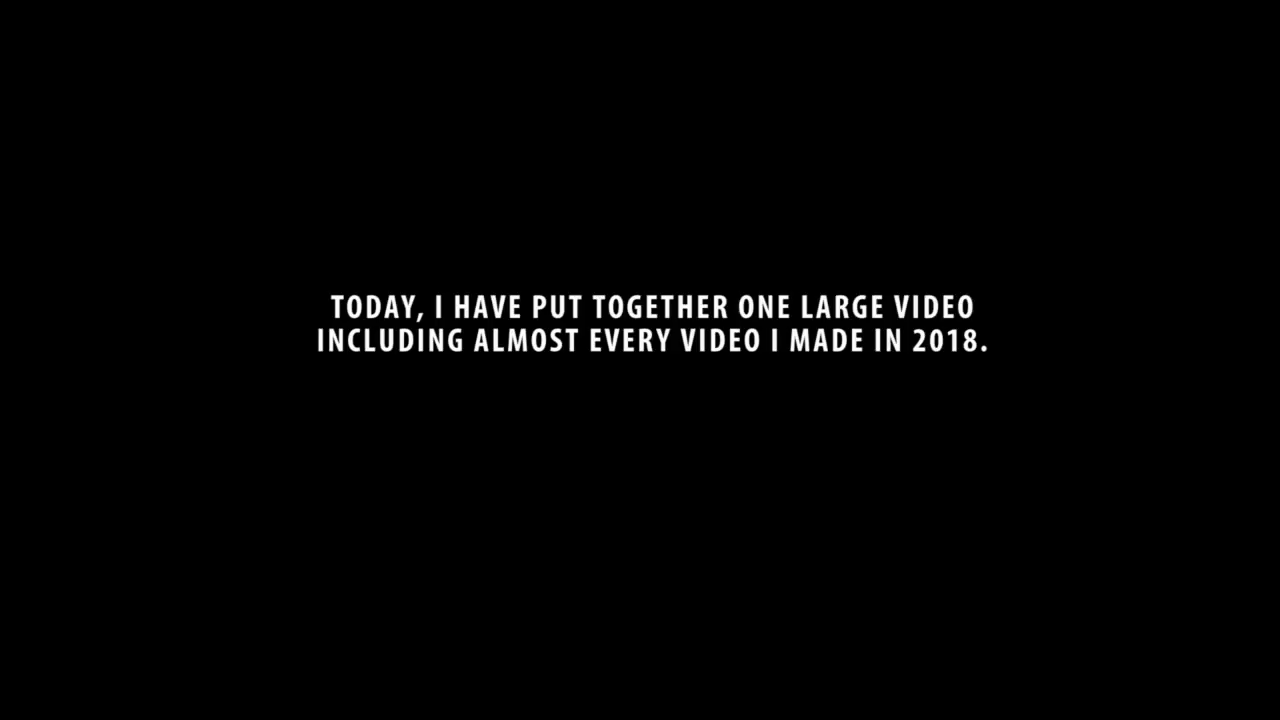 TODAY, I HAVE PUT TOGETHER ONE LARGE VIDEO
INCLUDING ALMOST EVERY VIDEO I MADE IN 2018.